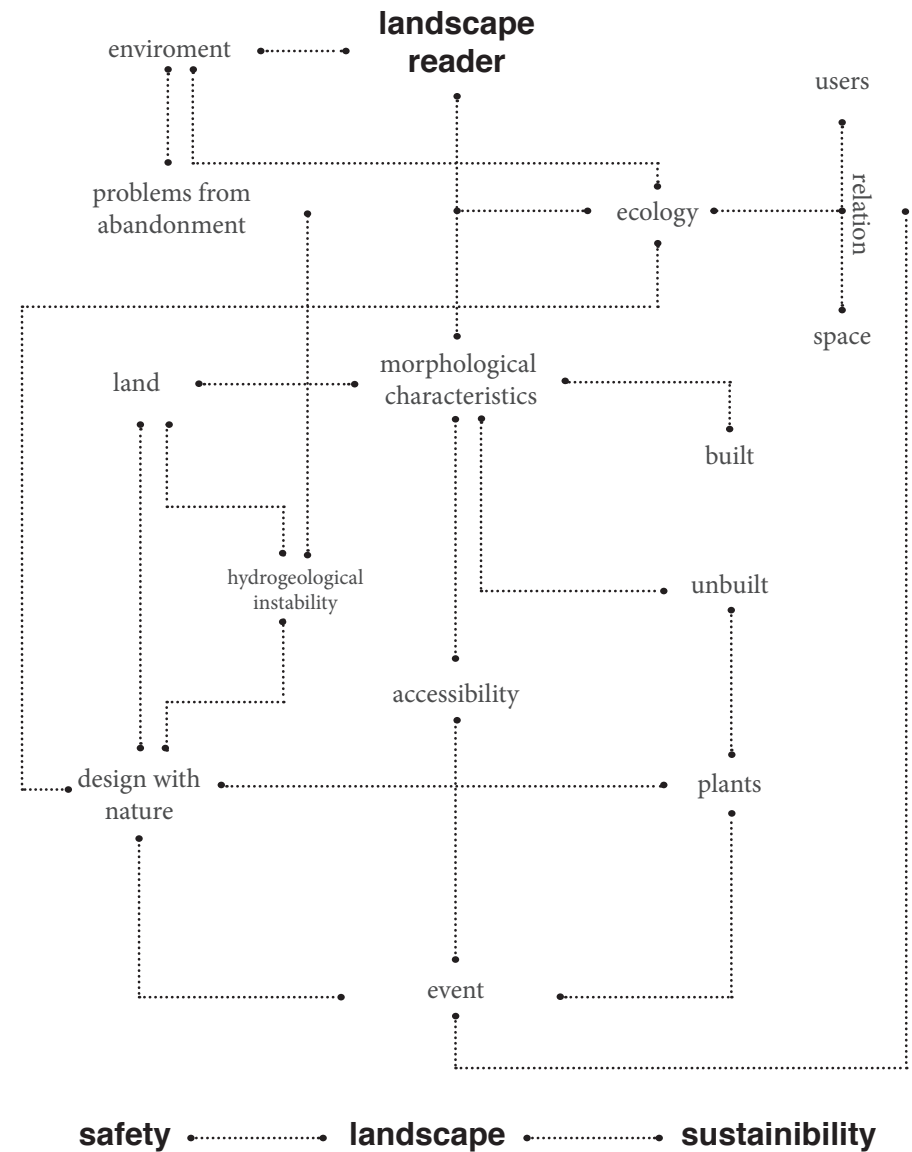 landscape
reader
enviroment
users
problems from
abandonment
relation
ecology
space
morphological
characteristics
land
built
hydrogeological
instability
unbuilt
accessibility
design with
nature
plants
event
safety
landscape
sustainibility